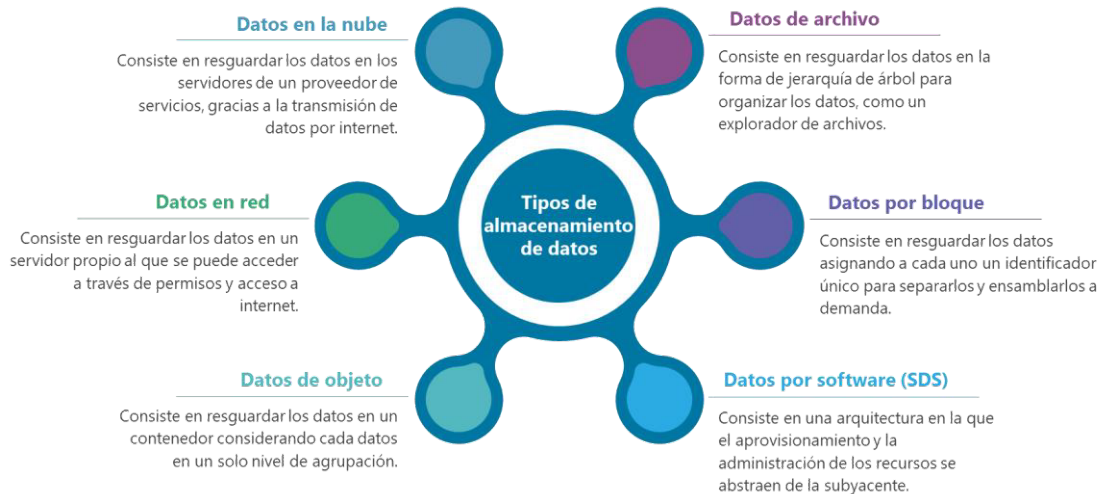 Datos en la nube
Consiste en resguardar los datos en los
servidores de un proveedor de
servicios, gracias a la transmisión de
datos por internet.
Datos de archivo
Consiste en resguardar los datos en la
forma de jerarquía de árbol para
organizar los datos, como un
explorador de archivos.
Datos en red
Consiste en resguardar los datos en un
servidor propio al que se puede acceder
a través de permisos y acceso a
internet.
Tipos de
almacenamiento
de datos
Datos por bloque
Consiste en resguardar los datos
asignando a cada uno un identificador
único para separarlos y ensamblarlos a
demanda.
Datos de objeto
Consiste en resguardar los datos en un
contenedor considerando cada datos
en un solo nivel de agrupación.
Datos por software (SDS)
Consiste en una arquitectura en la que
el aprovisionamiento y la
administración de los recursos se
abstraen de la subyacente.